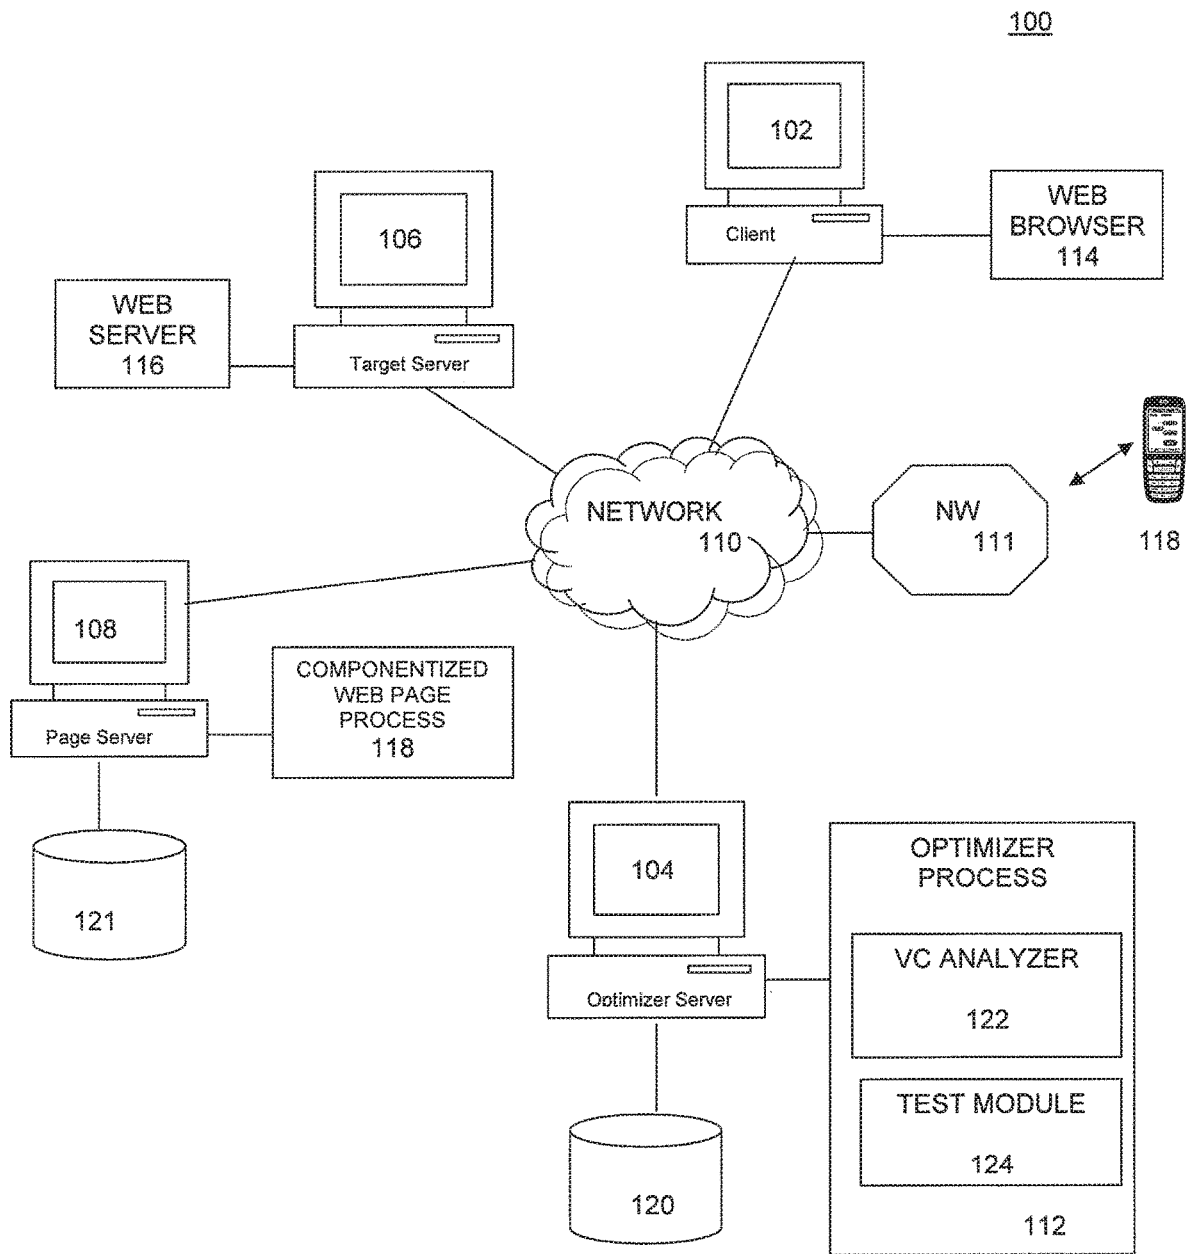 100
102
Client
WEB
BROWSER
114
106
Target Server
WEB
SERVER
116
NETWORK
110
NW
111
118
108
Page Server
COMPONENTIZED
WEB PAGE
PROCESS
118
121
104
Optimizer Server
120
OPTIMIZER
PROCESS
VC ANALYZER
122
TEST MODULE
124
112